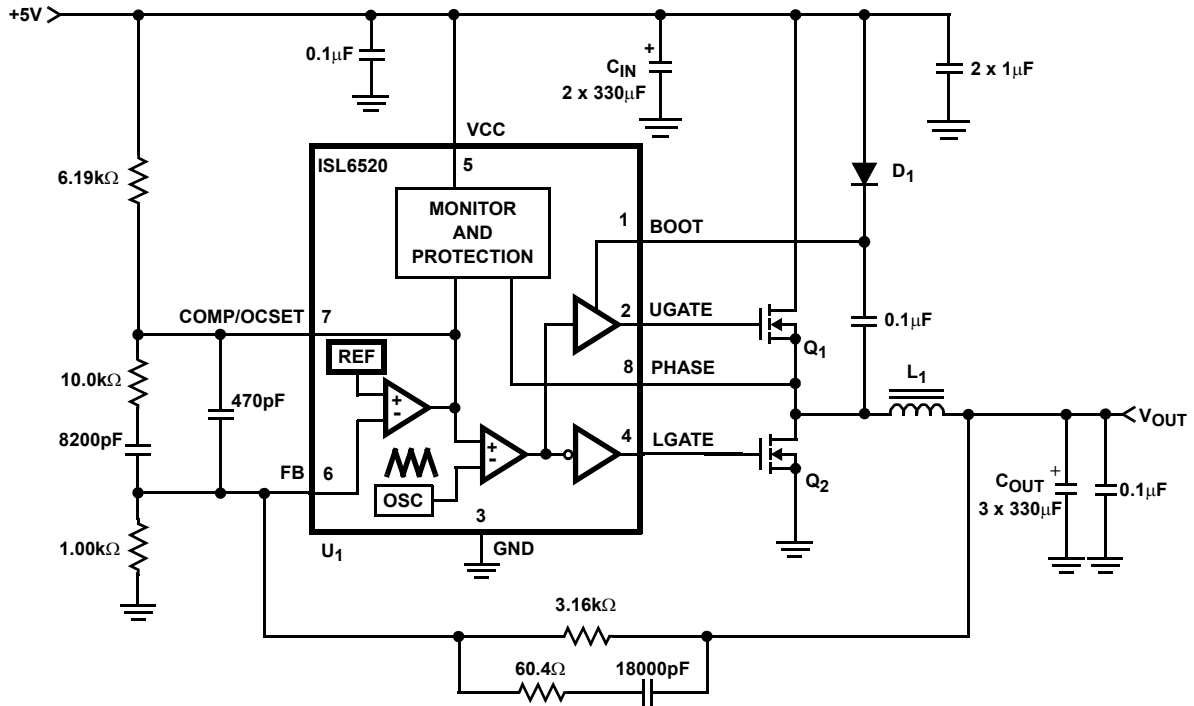 +5V
0.1μF
C_IN
2 x 330μF
2 x 1μF
VCC
ISL6520
5
6.19kΩ
MONITOR
AND
PROTECTION
D1
1
BOOT
COMP/OCSET
7
2
UGATE
0.1μF
Q1
REF
8
PHASE
10.0kΩ
470pF
+
-
L1
8200pF
+
-
4
LGATE
VOUT
FB
6
OSC
Q2
COUT
+
3 x 330μF
0.1μF
3
GND
1.00kΩ
U1
3.16kΩ
60.4Ω
18000pF